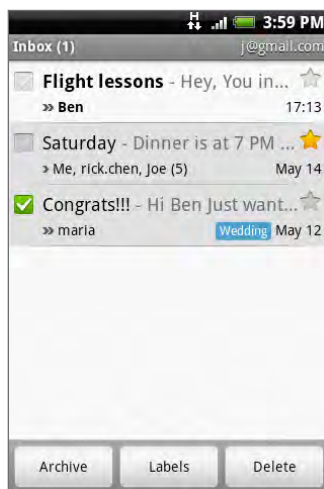 H 3:59 PM
Inbox (1) j@gmail.com
Flight lessons - Hey, You in...
» Ben 17:13
Saturday - Dinner is at 7 PM ...
› Me, rick.chen, Joe (5) May 14
Congrats!!! - Hi Ben Just want...
» maria Wedding May 12
Archive Labels Delete